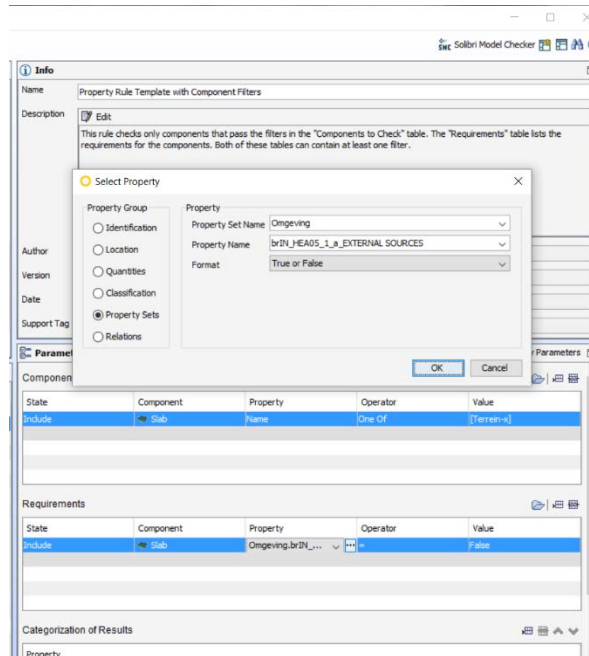 SMC Solibri Model Checker
Info
Name Property Rule Template with Component Filters
Description Edit
This rule checks only components that pass the filters in the "Components to Check" table. The "Requirements" table lists the
requirements for the components. Both of these tables can contain at least one filter.
Select Property
Property Group Property
Identification Property Set Name Omgeving
Location Property Name brIN_HEA05_1_a_EXTERNAL SOURCES
Quantities Format True or False
Classification
Property Sets
Relations
OK Cancel
Author
Version
Date
Support Tag
Paramet Parameters
Componen
State Component Property Operator Value
Include Slab Name One Of [Terrein-x]
Requirements
State Component Property Operator Value
Include Slab Omgeving.brIN_... ... = False
Categorization of Results
Property